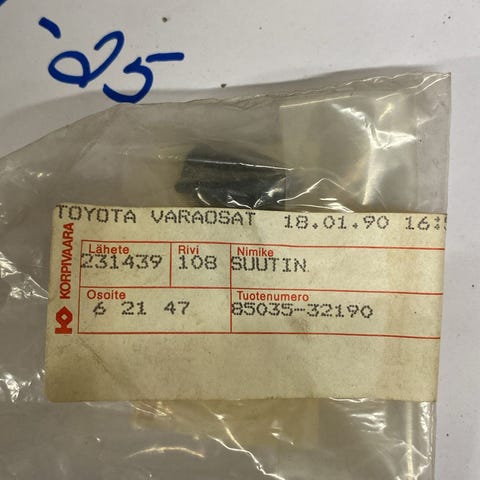 '25
TOYOTA VARAOSAT 18.01.90 16:
KORPIVAARA
Lähete Rivi Nimike
231439 108 SUUTIN
Osoite Tuotenumero
6 21 47 85035-32190